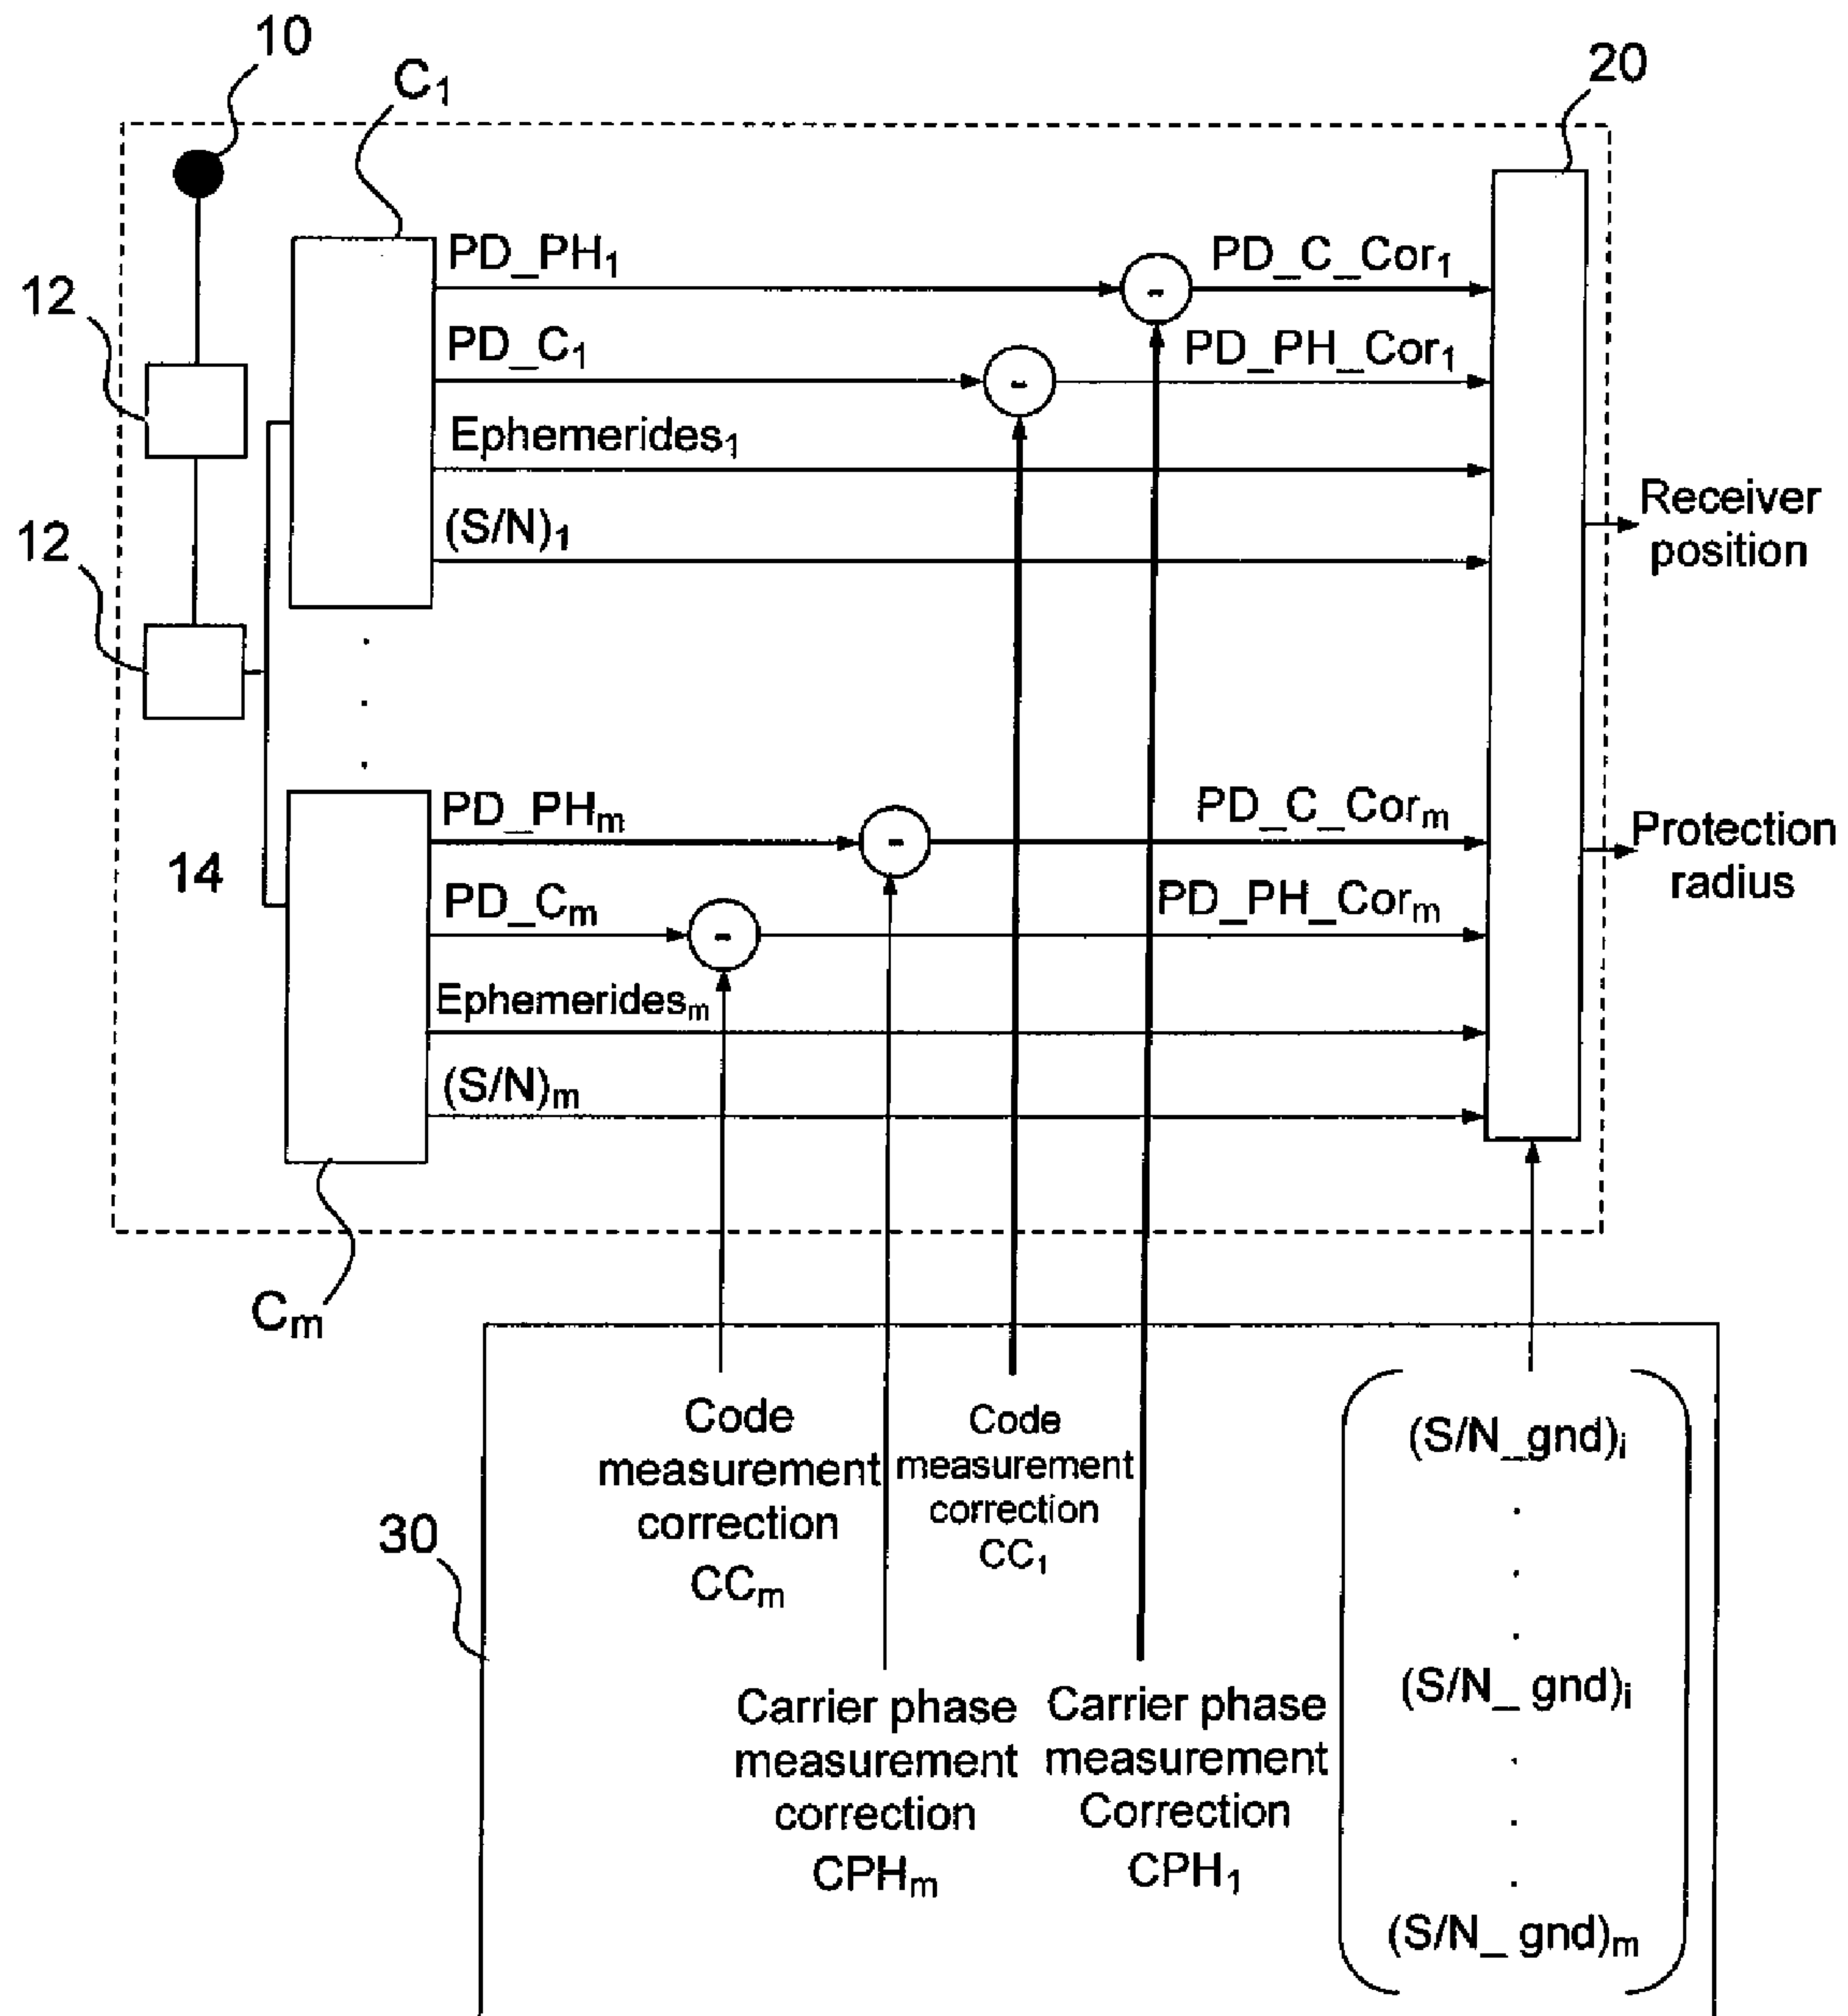 10
C1
20
12
PD_PH1
PD_C_Cor1
PD_C1
PD_PH_Cor1
Ephemerides1
(S/N)1
Receiver
position
12
.
.
.
PD_PHm
PD_C_Corm
Protection
radius
14
PD_Cm
PD_PH_Corm
Ephemeridesm
(S/N)m
Cm
-
-
-
-
30
Code
measurement
correction
CCm
Code
measurement
correction
CC1
Carrier phase
measurement
correction
CPHm
Carrier phase
measurement
Correction
CPH1
(S/N_gnd)i
.
.
.
(S/N_ gnd)i
.
.
.
(S/N_ gnd)m